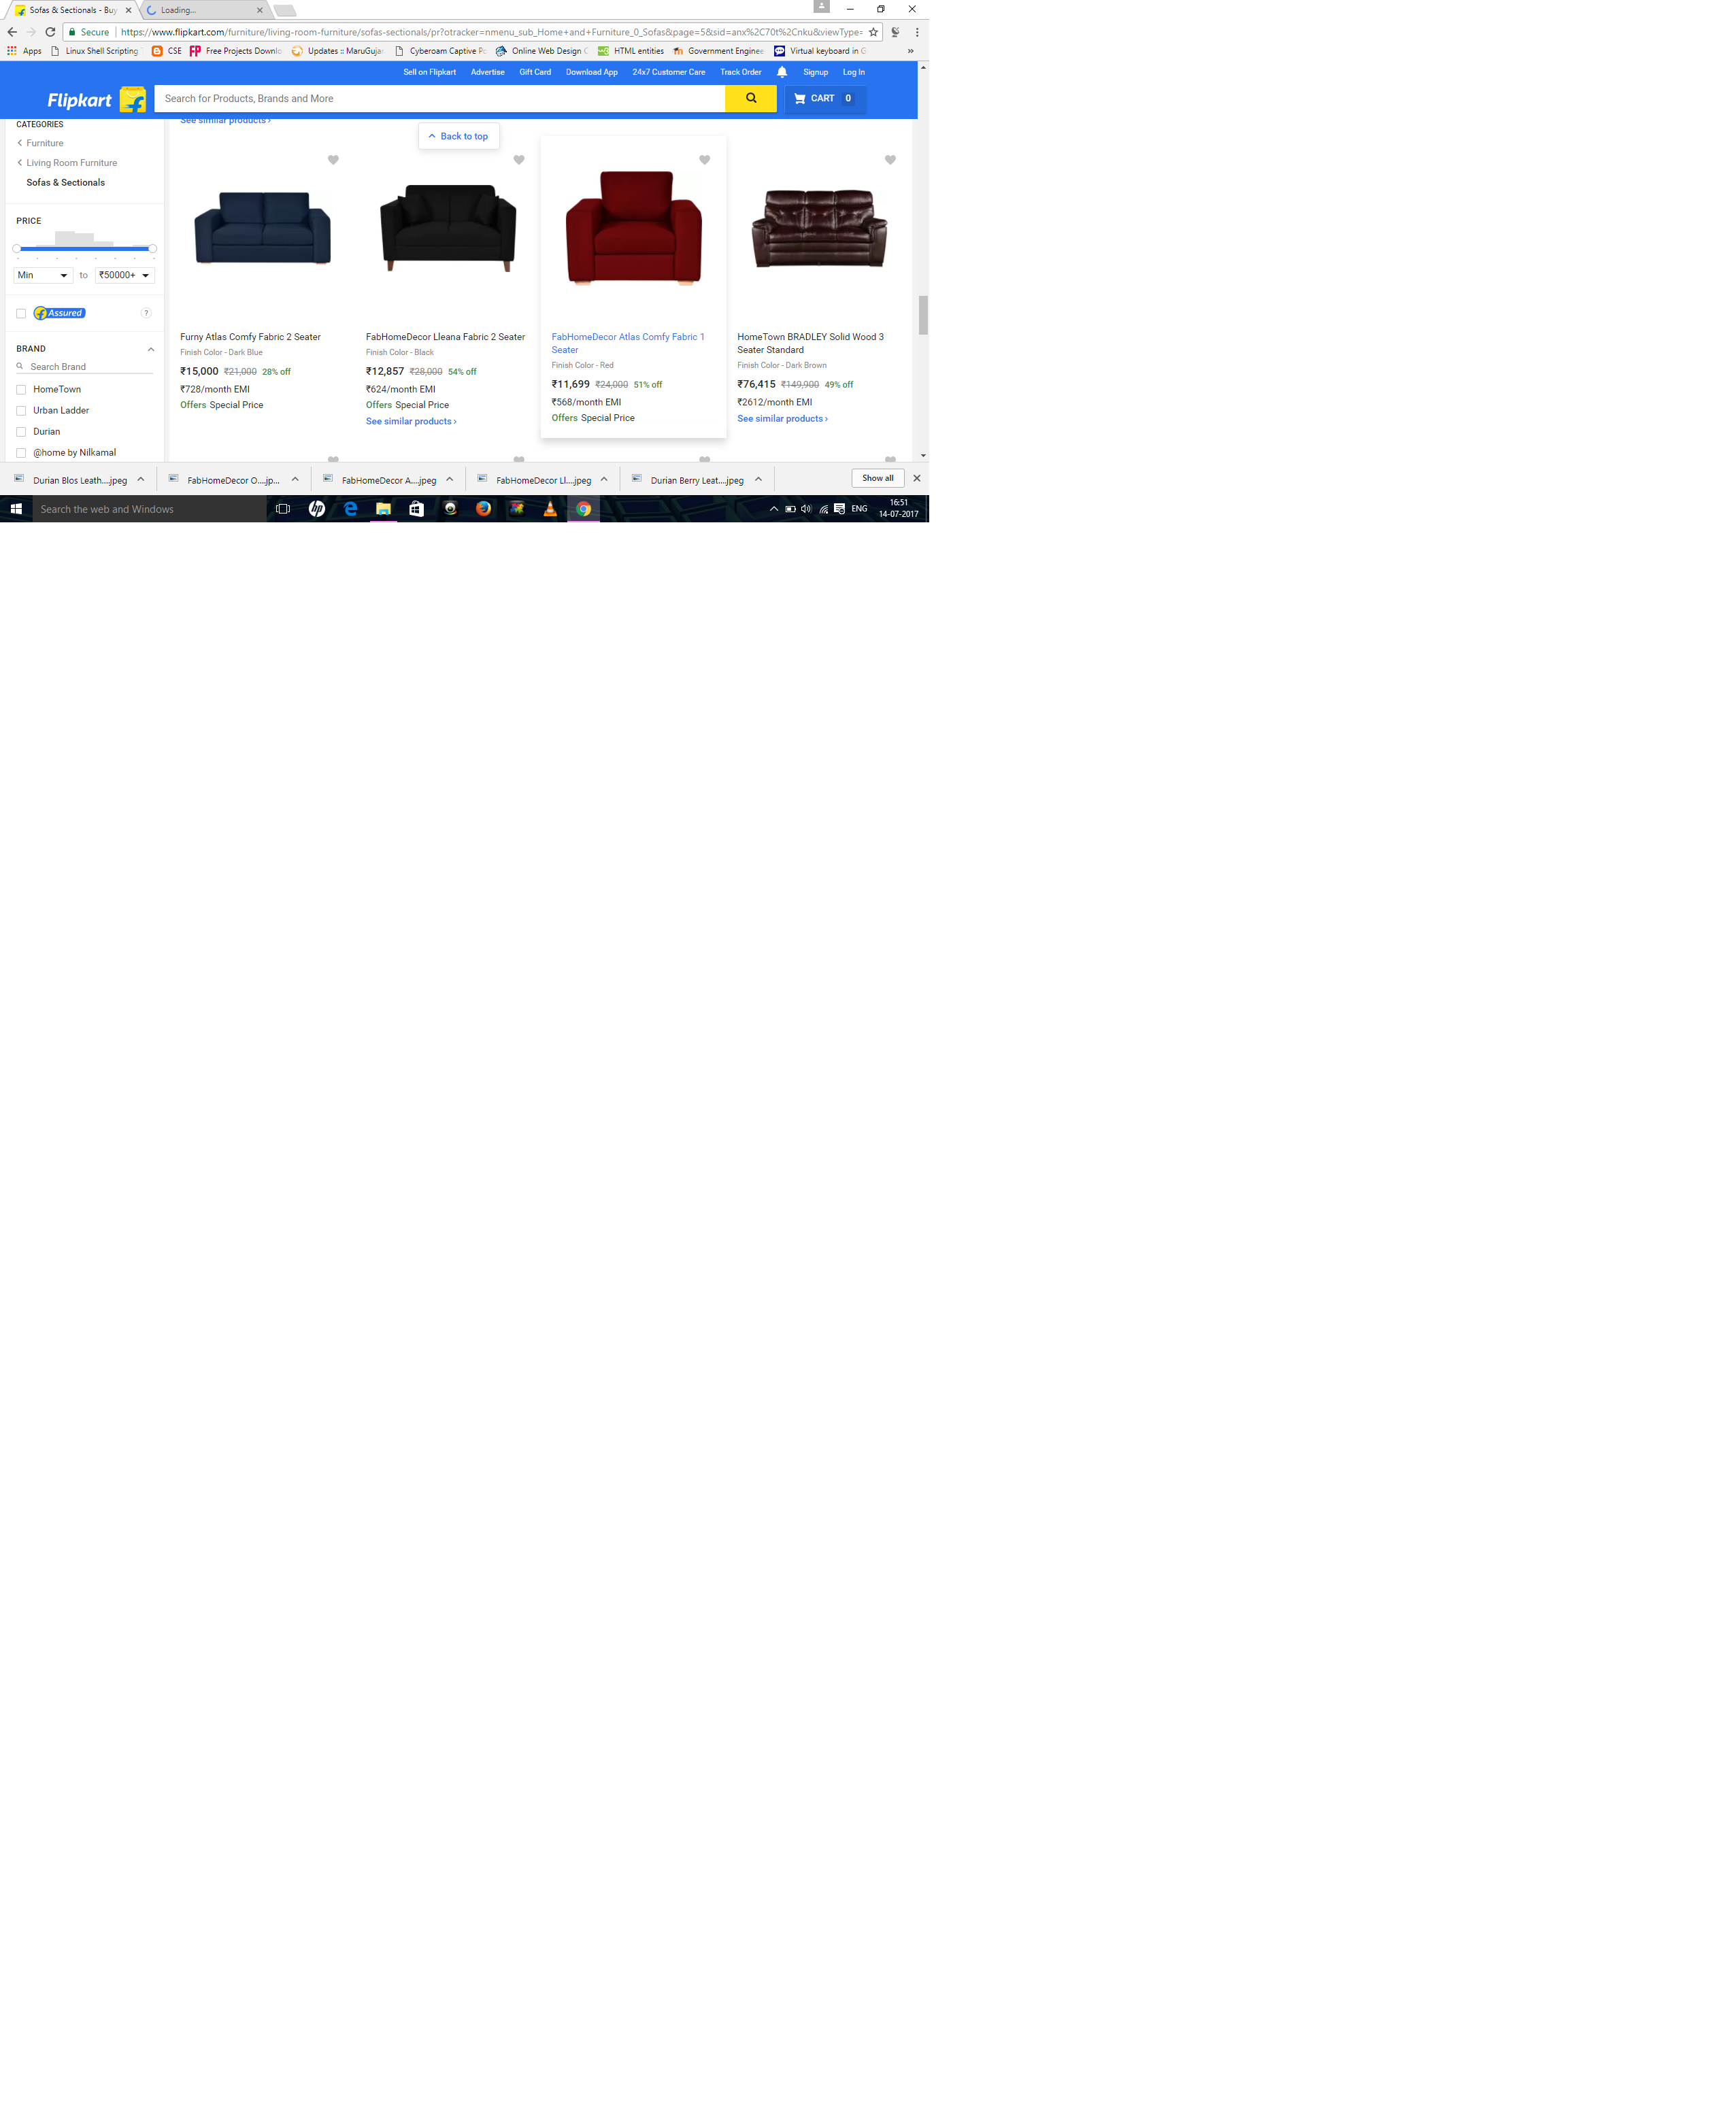 Sofas & Sectionals - Buy
Loading...
Secure
https://www.flipkart.com/furniture/living-room-furniture/sofas-sectionals/pr?otracker=nmenu_sub_Home+and+Furniture_0_Sofas&page=5&sid=anx%2C70t%2Cnku&viewType=
Apps
Linux Shell Scripting
CSE
Free Projects Downlo
Updates :: MaruGujar
Cyberoam Captive Po
Online Web Design C
HTML entities
Government Enginee
Virtual keyboard in G
»
Sell on Flipkart
Advertise
Gift Card
Download App
24x7 Customer Care
Track Order
Signup
Log In
Flipkart
Search for Products, Brands and More
CART 0
CATEGORIES
Furniture
Living Room Furniture
Sofas & Sectionals
PRICE
Min
to
₹50000+
Assured
?
BRAND
Search Brand
HomeTown
Urban Ladder
Durian
@home by Nilkamal
See similar products ›
Back to top
Furny Atlas Comfy Fabric 2 Seater
Finish Color - Dark Blue
₹15,000 ₹21,000 28% off
₹728/month EMI
Offers Special Price
FabHomeDecor Lleana Fabric 2 Seater
Finish Color - Black
₹12,857 ₹28,000 54% off
₹624/month EMI
Offers Special Price
See similar products ›
FabHomeDecor Atlas Comfy Fabric 1
Seater
Finish Color - Red
₹11,699 ₹24,000 51% off
₹568/month EMI
Offers Special Price
HomeTown BRADLEY Solid Wood 3
Seater Standard
Finish Color - Dark Brown
₹76,415 ₹149,900 49% off
₹2612/month EMI
See similar products ›
Durian Blos Leath....jpeg
FabHomeDecor O....jp...
FabHomeDecor A....jpeg
FabHomeDecor Ll....jpeg
Durian Berry Leat....jpeg
Show all
Search the web and Windows
hp
ENG
16:51
14-07-2017